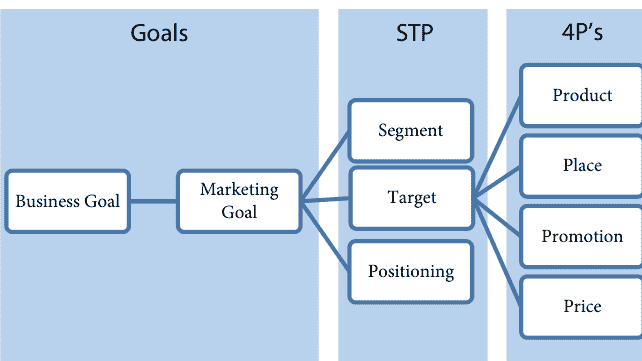 Goals
STP
4P's
Business Goal
Marketing
Goal
Segment
Target
Positioning
Product
Place
Promotion
Price